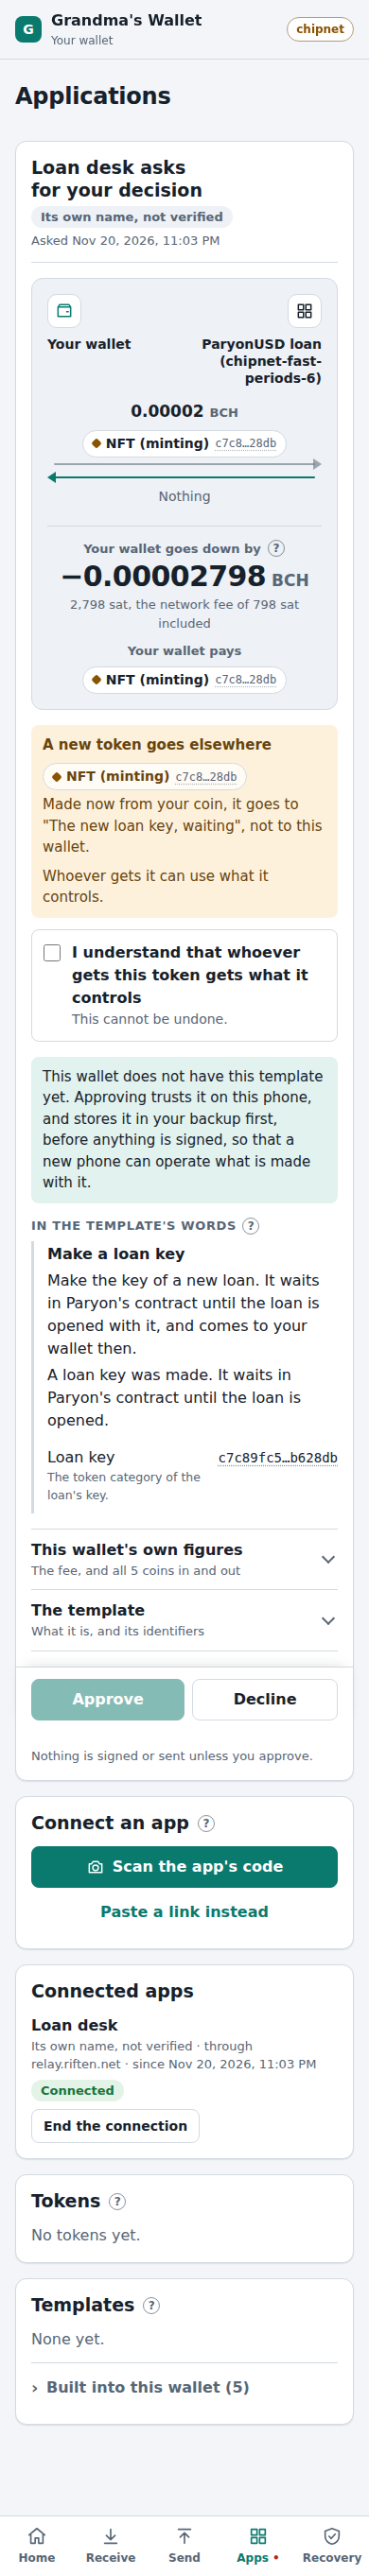 G
Grandma's Wallet
Your wallet
chipnet
Applications
Loan desk asks
for your decision
Its own name, not verified
Asked Nov 20, 2026, 11:03 PM
Your wallet
ParyonUSD loan
(chipnet-fast-
periods-6)
0.00002 BCH
NFT (minting) c7c8…28db
Nothing
Your wallet goes down by ?
−0.00002798 BCH
2,798 sat, the network fee of 798 sat
included
Your wallet pays
NFT (minting) c7c8…28db
A new token goes elsewhere
NFT (minting) c7c8…28db
Made now from your coin, it goes to
"The new loan key, waiting", not to this
wallet.
Whoever gets it can use what it
controls.
I understand that whoever
gets this token gets what it
controls
This cannot be undone.
This wallet does not have this template
yet. Approving trusts it on this phone,
and stores it in your backup first,
before anything is signed, so that a
new phone can operate what is made
with it.
IN THE TEMPLATE'S WORDS ?
Make a loan key
Make the key of a new loan. It waits
in Paryon's contract until the loan is
opened with it, and comes to your
wallet then.
A loan key was made. It waits in
Paryon's contract until the loan is
opened.
Loan key c7c89fc5…b628db
The token category of the
loan's key.
This wallet's own figures
The fee, and all 5 coins in and out
The template
What it is, and its identifiers
Approve
Decline
Nothing is signed or sent unless you approve.
Connect an app ?
Scan the app's code
Paste a link instead
Connected apps
Loan desk
Its own name, not verified · through
relay.riften.net · since Nov 20, 2026, 11:03 PM
Connected
End the connection
Tokens ?
No tokens yet.
Templates ?
None yet.
› Built into this wallet (5)
Home
Receive
Send
Apps •
Recovery